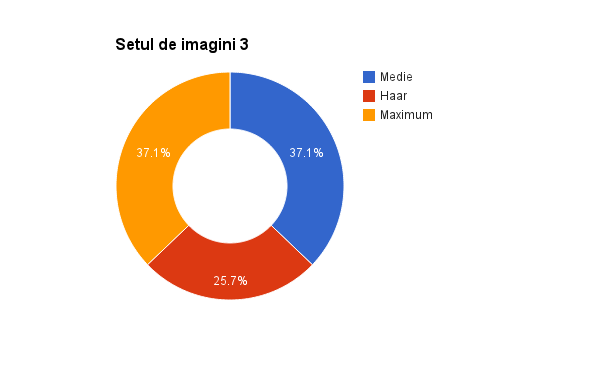 Setul de imagini 3
Medie
Haar
Maximum
37.1%
37.1%
25.7%